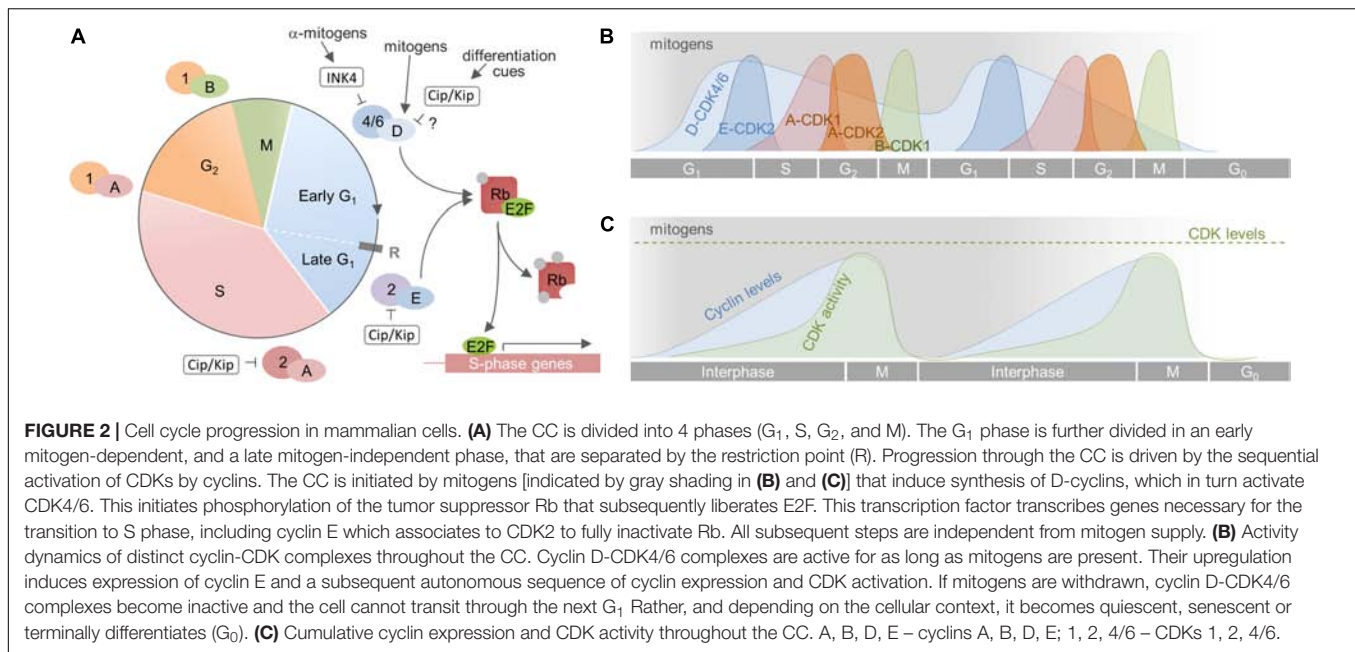 A
α-mitogens
mitogens
differentiation
cues
INK4
Cip/Kip
4/6
D
?
1
B
M
G₂
1
A
Early G₁
R
Late G₁
S
Rb
E2F
Rb
2
E
Cip/Kip
Cip/Kip
2
A
E2F
S-phase genes
B
mitogens
D-CDK4/6
E-CDK2
A-CDK1
A-CDK2
B-CDK1
G₁ S G₂ M G₁ S G₂ M G₀
C
mitogens
CDK levels
Cyclin levels
CDK activity
Interphase M Interphase M G₀
FIGURE 2 | Cell cycle progression in mammalian cells. (A) The CC is divided into 4 phases (G₁, S, G₂, and M). The G₁ phase is further divided in an early
mitogen-dependent, and a late mitogen-independent phase, that are separated by the restriction point (R). Progression through the CC is driven by the sequential
activation of CDKs by cyclins. The CC is initiated by mitogens [indicated by gray shading in (B) and (C)] that induce synthesis of D-cyclins, which in turn activate
CDK4/6. This initiates phosphorylation of the tumor suppressor Rb that subsequently liberates E2F. This transcription factor transcribes genes necessary for the
transition to S phase, including cyclin E which associates to CDK2 to fully inactivate Rb. All subsequent steps are independent from mitogen supply. (B) Activity
dynamics of distinct cyclin-CDK complexes throughout the CC. Cyclin D-CDK4/6 complexes are active for as long as mitogens are present. Their upregulation
induces expression of cyclin E and a subsequent autonomous sequence of cyclin expression and CDK activation. If mitogens are withdrawn, cyclin D-CDK4/6
complexes become inactive and the cell cannot transit through the next G₁ Rather, and depending on the cellular context, it becomes quiescent, senescent or
terminally differentiates (G₀). (C) Cumulative cyclin expression and CDK activity throughout the CC. A, B, D, E – cyclins A, B, D, E; 1, 2, 4/6 – CDKs 1, 2, 4/6.